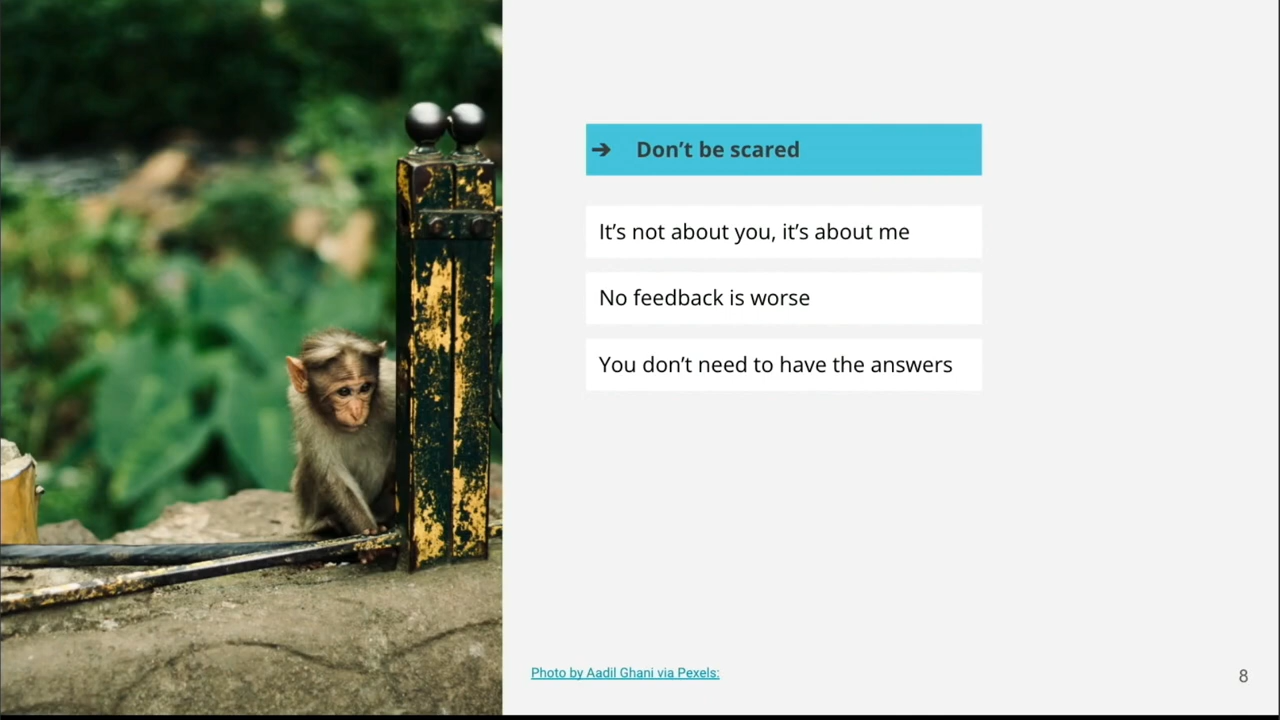 ➔ Don’t be scared
It’s not about you, it’s about me
No feedback is worse
You don’t need to have the answers
Photo by Aadil Ghani via Pexels:
8